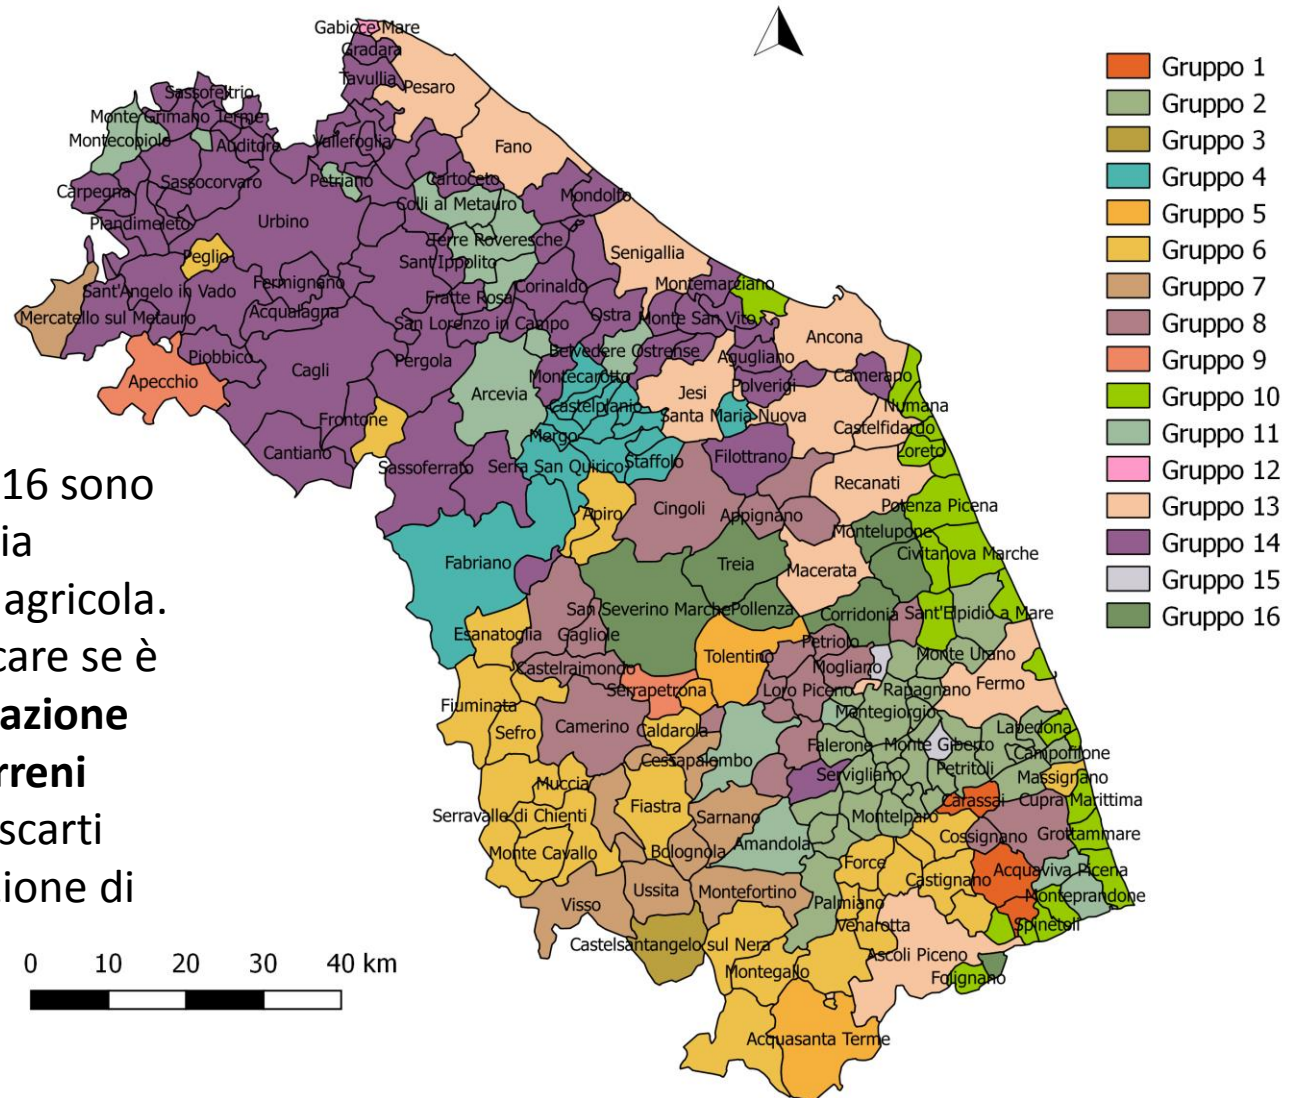 Gabicce Mare
Gradara
Tavullia
Pesaro
Sassofeltrio
Monte Grimano Terme
Montecopiolo
Auditore
Vallefoglia
Fano
Carpegna
Sassocorvaro
Petriano
Cartoceto
Mondolfo
Colli al Metauro
Piandimeleto
Urbino
Terre Roveresche
Peglio
Sant'Ippolito
Senigallia
Sant'Angelo in Vado
Fermignano
Fratte Rosa
Corinaldo
Montemarciano
Mercatello sul Metauro
Acqualagna
San Lorenzo in Campo
Ostra
Monte San Vito
Ancona
Piobbico
Pergola
Belvedere Ostrense
Agugliano
Apecchio
Cagli
Montecarotto
Polverigi
Camerano
Arcevia
Jesi
Castelplanio
Santa Maria Nuova
Numana
Frontone
Castelfidardo
Mergo
Cantiano
Loreto
Sassoferrato
Serra San Quirico
Staffolo
Filottrano
Recanati
Apiro
Cingoli
Appignano
Potenza Picena
Montelupone
Fabriano
Treia
Macerata
Civitanova Marche
San Severino Marche
Pollenza
Corridonia
Sant'Elpidio a Mare
Esanatoglia
Gagliole
Petriolo
Tolentino
Mogliano
Monte Urano
Castelraimondo
Serrapetrona
Loro Piceno
Rapagnano
Fermo
Fiuminata
Montegiorgio
Sefro
Camerino
Caldarola
Lapedona
Falerone
Monte Giberto
Cessapalombo
Campofilone
Servigliano
Petritoli
Massignano
Muccia
Fiastra
Carassai
Cupra Marittima
Serravalle di Chienti
Sarnano
Montelparo
Cossignano
Grottammare
Monte Cavallo
Bolognola
Amandola
Force
Castignano
Acquaviva Picena
Visso
Ussita
Montefortino
Palmiano
Monteprandone
Venarotta
Spinetoli
Castelsantangelo sul Nera
Ascoli Piceno
Montegallo
Folignano
Acquasanta Terme
Gruppo 1
Gruppo 2
Gruppo 3
Gruppo 4
Gruppo 5
Gruppo 6
Gruppo 7
Gruppo 8
Gruppo 9
Gruppo 10
Gruppo 11
Gruppo 12
Gruppo 13
Gruppo 14
Gruppo 15
Gruppo 16
16 sono
ia
agricola.
care se è
azione
rreni
scarti
zione di
0 10 20 30 40 km